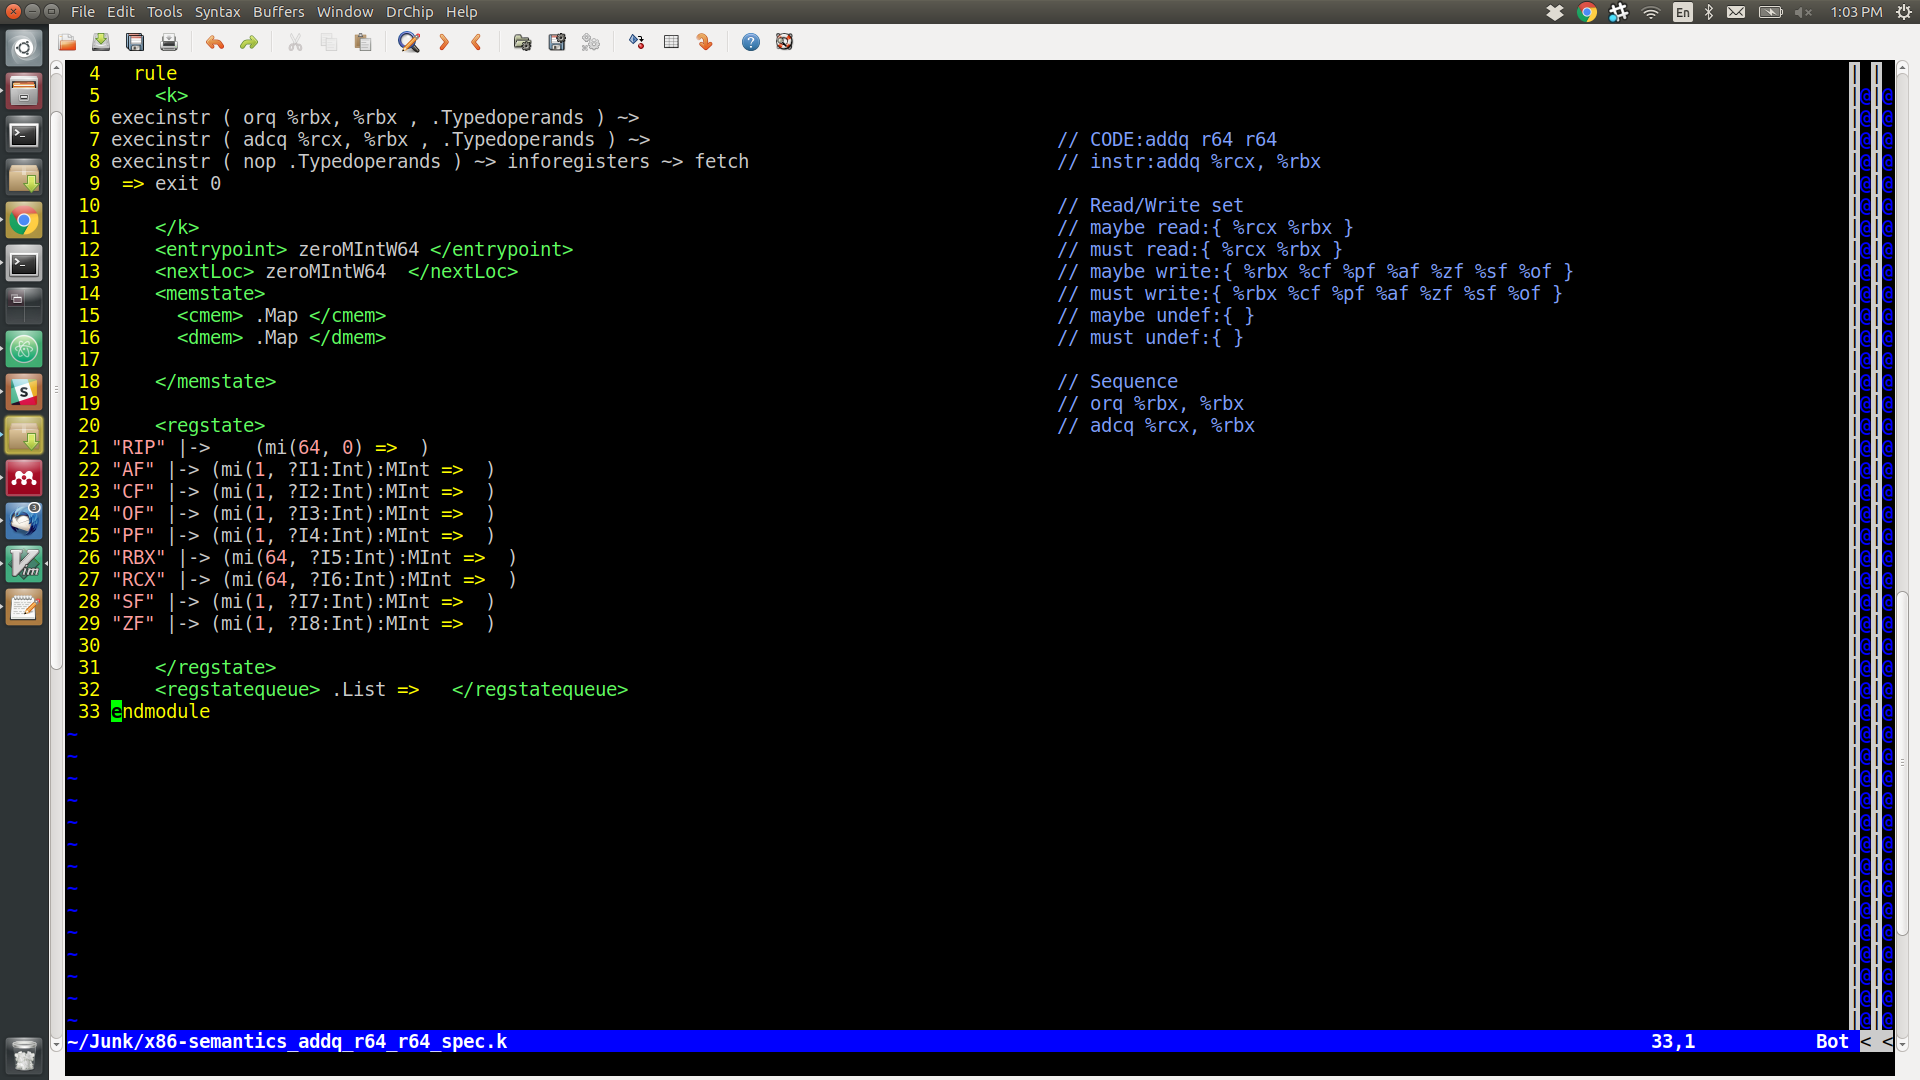 File Edit Tools Syntax Buffers Window DrChip Help En 1:03 PM
4 rule
5 <k>
6 execinstr ( orq %rbx, %rbx , .Typedoperands ) ~>
7 execinstr ( adcq %rcx, %rbx , .Typedoperands ) ~> // CODE:addq r64 r64
8 execinstr ( nop .Typedoperands ) ~> inforegisters ~> fetch // instr:addq %rcx, %rbx
9 => exit 0
10 // Read/Write set
11 </k> // maybe read:{ %rcx %rbx }
12 <entrypoint> zeroMIntW64 </entrypoint> // must read:{ %rcx %rbx }
13 <nextLoc> zeroMIntW64 </nextLoc> // maybe write:{ %rbx %cf %pf %af %zf %sf %of }
14 <memstate> // must write:{ %rbx %cf %pf %af %zf %sf %of }
15 <cmem> .Map </cmem> // maybe undef:{ }
16 <dmem> .Map </dmem> // must undef:{ }
17
18 </memstate> // Sequence
19 // orq %rbx, %rbx
20 <regstate> // adcq %rcx, %rbx
21 "RIP" |-> (mi(64, 0) => )
22 "AF" |-> (mi(1, ?I1:Int):MInt => )
23 "CF" |-> (mi(1, ?I2:Int):MInt => )
24 "OF" |-> (mi(1, ?I3:Int):MInt => )
25 "PF" |-> (mi(1, ?I4:Int):MInt => )
26 "RBX" |-> (mi(64, ?I5:Int):MInt => )
27 "RCX" |-> (mi(64, ?I6:Int):MInt => )
28 "SF" |-> (mi(1, ?I7:Int):MInt => )
29 "ZF" |-> (mi(1, ?I8:Int):MInt => )
30
31 </regstate>
32 <regstatequeue> .List => </regstatequeue>
33 endmodule
~/Junk/x86-semantics_addq_r64_r64_spec.k 33,1 Bot < <